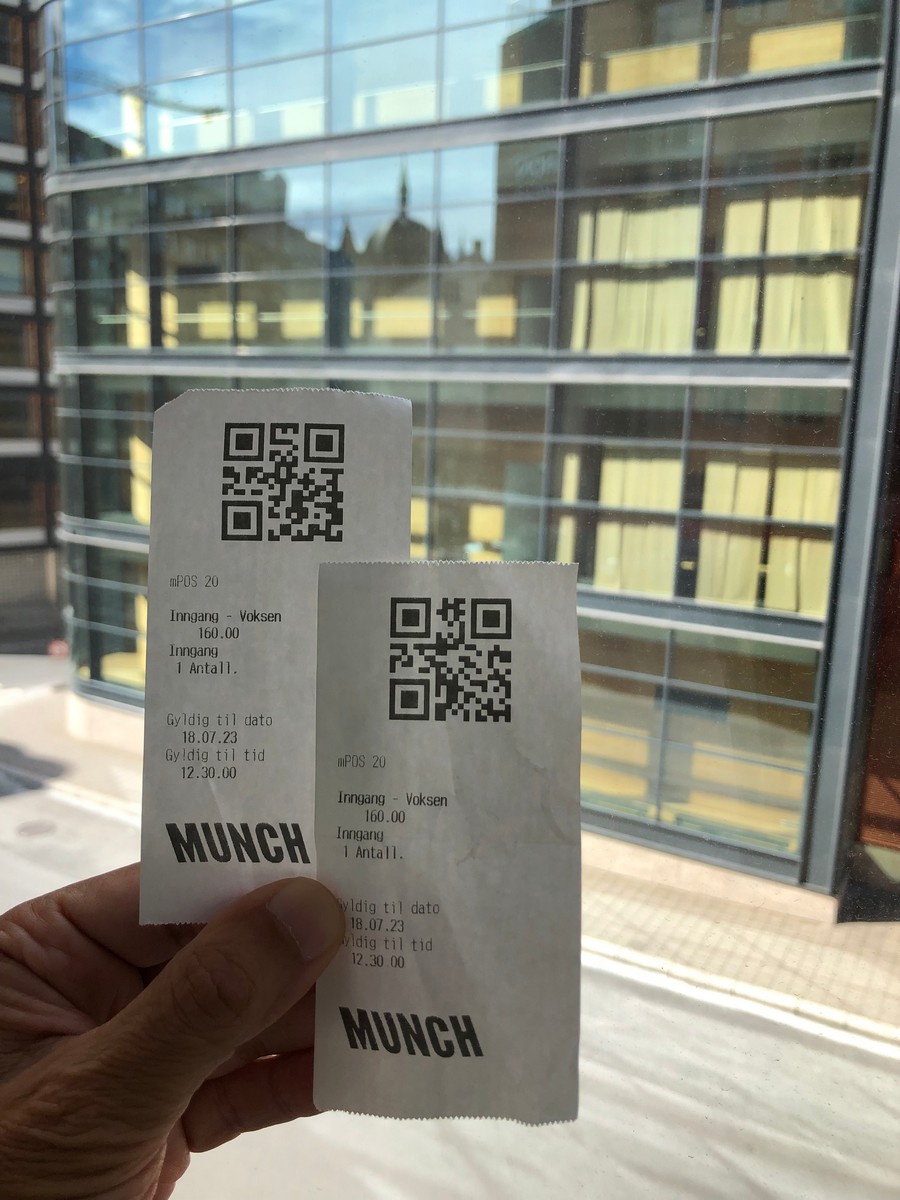 mPOS 20
Inngang - Voksen
160.00
Inngang
1 Antall.
Gyldig til dato
18.07.23
Gyldig til tid
12.30.00
MUNCH
mPOS 20
Inngang - Voksen
160.00
Inngang
1 Antall.
Gyldig til dato
18.07.23
Gyldig til tid
12.30.00
MUNCH